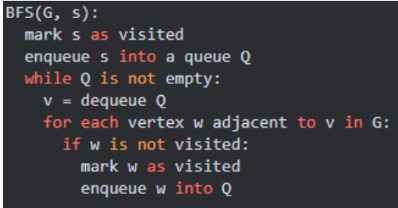 BFS(G, s):
  mark s as visited
  enqueue s into a queue Q
  while Q is not empty:
    v = dequeue Q
    for each vertex w adjacent to v in G:
      if w is not visited:
        mark w as visited
        enqueue w into Q